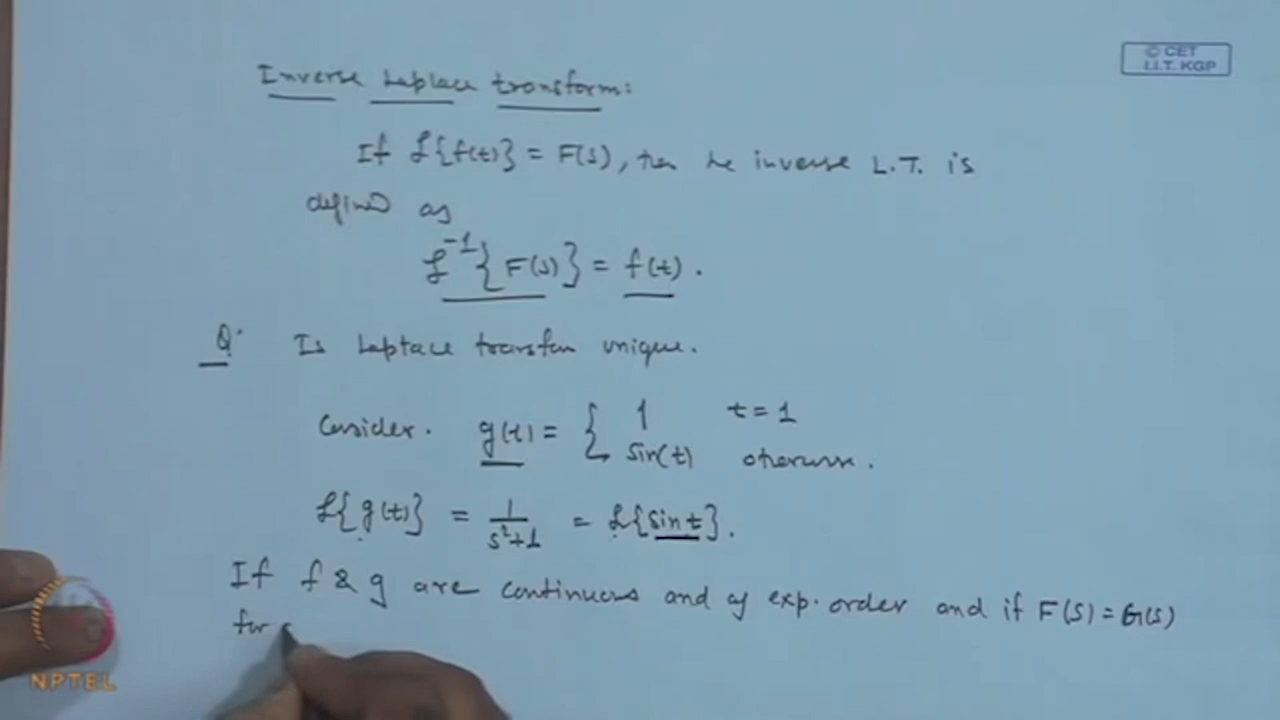 © CET
I.I.T. KGP
Inverse Laplace transform:
If ℒ{f(t)} = F(s), then the inverse L.T. is
defined as
ℒ⁻¹{F(s)} = f(t).
Q. Is Laplace transfom unique.
Consider. g(t) = { 1 t = 1
sin(t) otherwise.
ℒ{g(t)} = 1/(s²+1) = ℒ{sin t}.
If f & g are continuous and of exp. order and if F(s) = G(s)
for
NPTEL